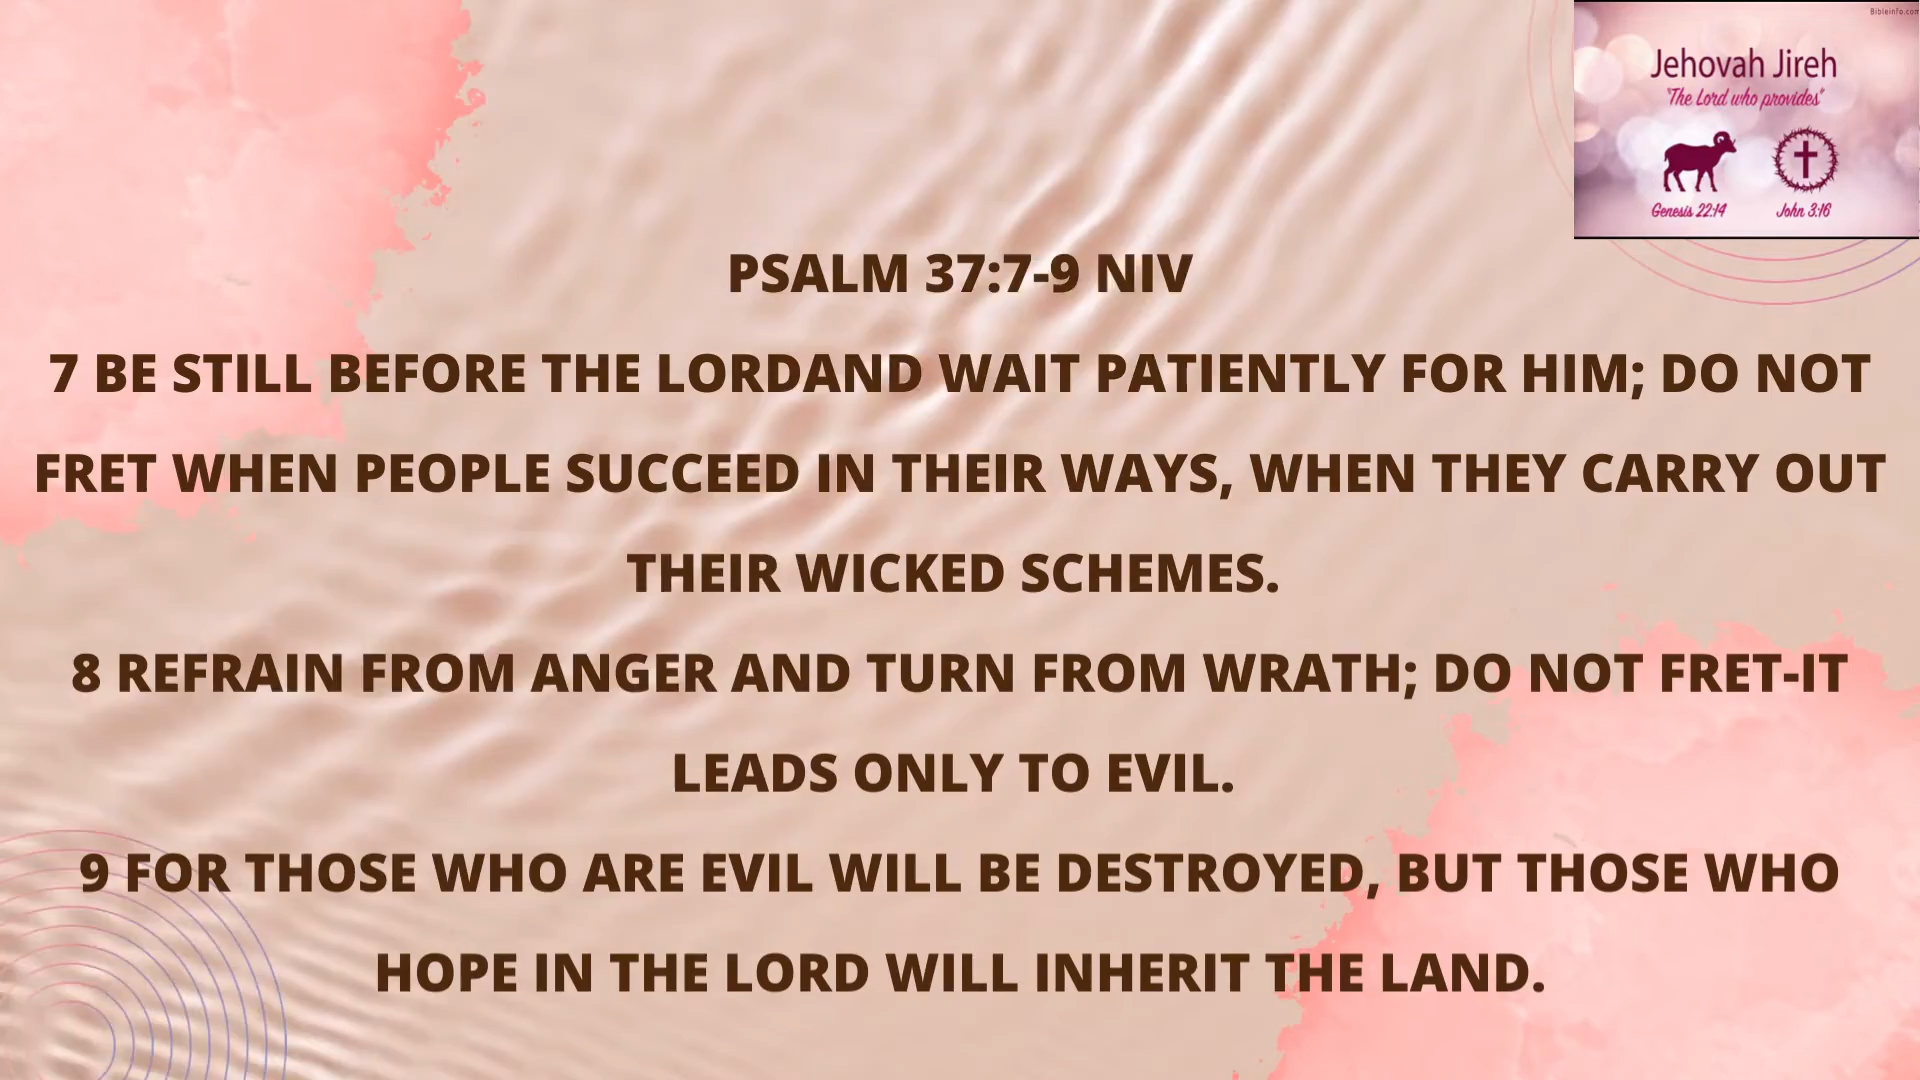 Bibleinfo.com
Jehovah Jireh
"The Lord who provides"
Genesis 22:14
John 3:16
PSALM 37:7-9 NIV
7 BE STILL BEFORE THE LORDAND WAIT PATIENTLY FOR HIM; DO NOT
FRET WHEN PEOPLE SUCCEED IN THEIR WAYS, WHEN THEY CARRY OUT
THEIR WICKED SCHEMES.
8 REFRAIN FROM ANGER AND TURN FROM WRATH; DO NOT FRET-IT
LEADS ONLY TO EVIL.
9 FOR THOSE WHO ARE EVIL WILL BE DESTROYED, BUT THOSE WHO
HOPE IN THE LORD WILL INHERIT THE LAND.